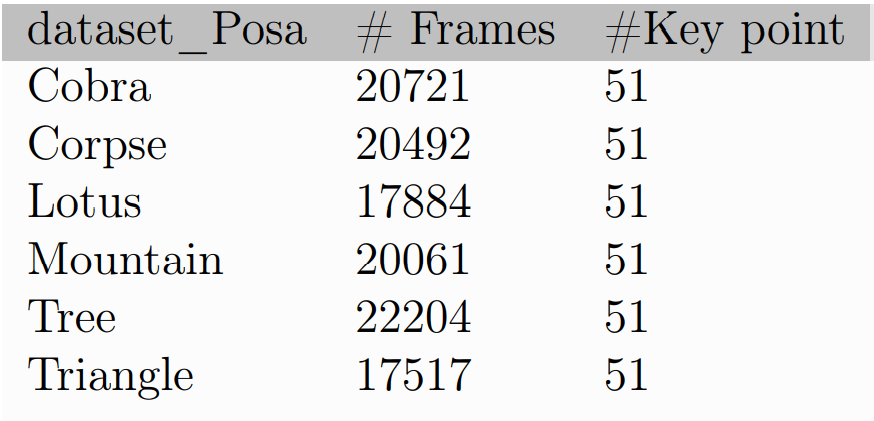 dataset_Posa # Frames #Key point
Cobra 20721 51
Corpse 20492 51
Lotus 17884 51
Mountain 20061 51
Tree 22204 51
Triangle 17517 51